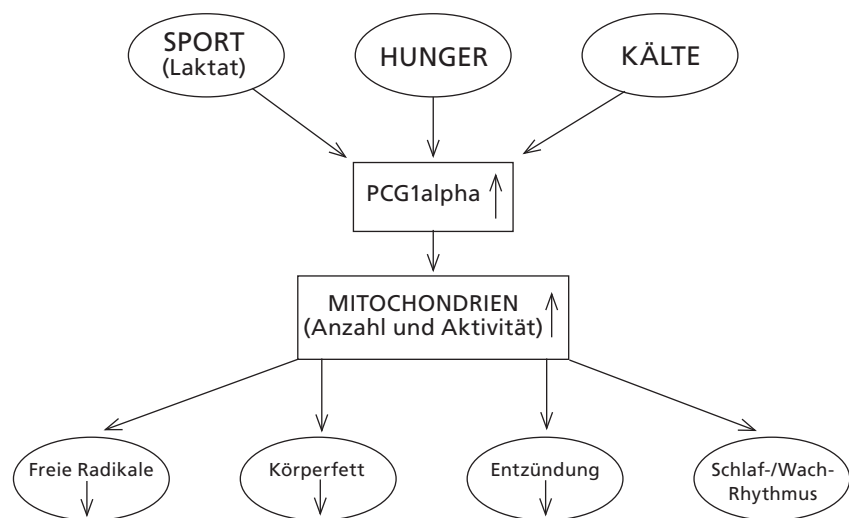 SPORT
(Laktat)
HUNGER
KÄLTE
PCG1alpha
MITOCHONDRIEN
(Anzahl und Aktivität)
Freie Radikale
Körperfett
Entzündung
Schlaf-/Wach-
Rhythmus